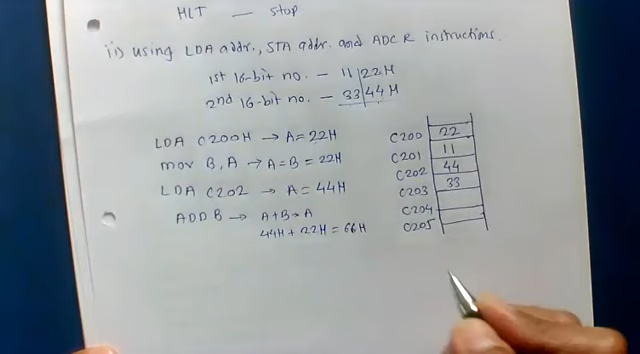 HLT — stop
ii) using LDA addr., STA addr. and ADC R instructions.
1st 16-bit no. - 11|22H
2nd 16-bit no. - 33|44H
LDA C200H → A=22H
mov B,A → A=B=22H
LDA C202 → A=44H
ADD B → A+B→A
44H+22H=66H
C200 22
C201 11
C202 44
C203 33
C204
C205